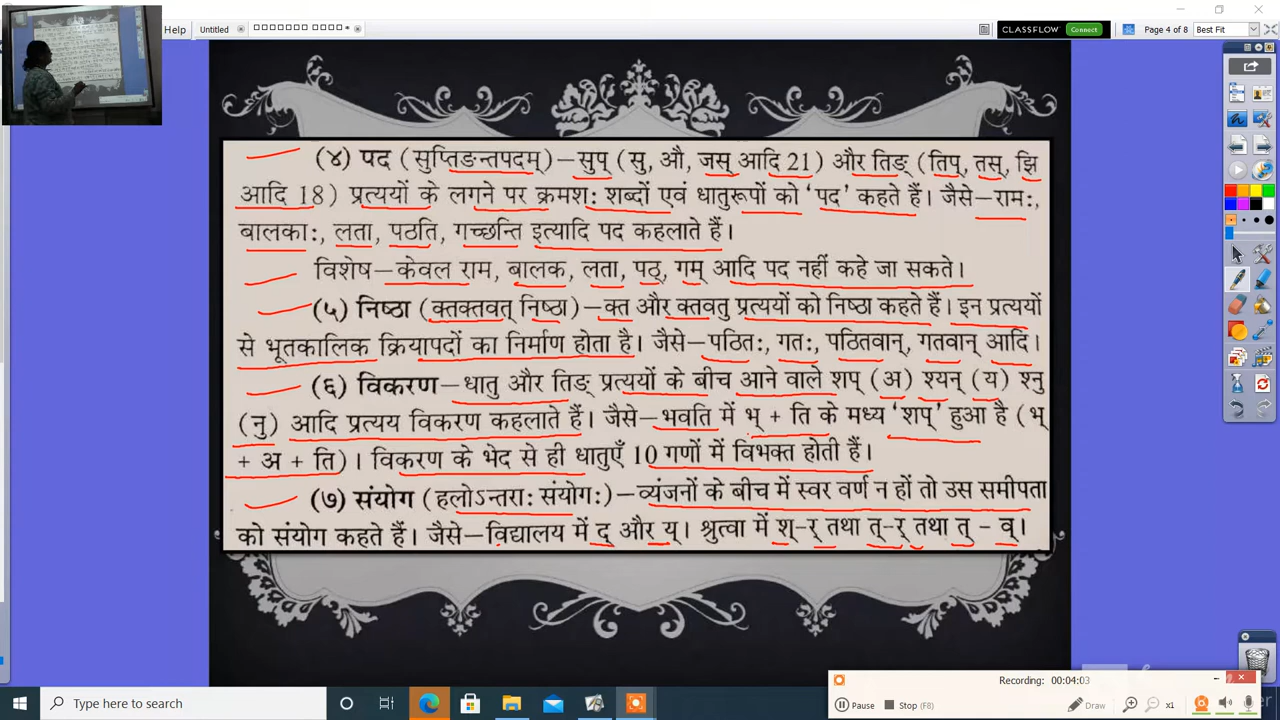 Help
Untitled
CLASSFLOW
Connect
Page 4 of 8
Best Fit
(४) पद (सुप्तिङन्तपदम्)–सुप् (सु, औ, जस् आदि 21) और तिङ् (तिप्, तस्, झि
आदि 18) प्रत्ययों के लगने पर क्रमश: शब्दों एवं धातुरूपों को ‘पद’ कहते हैं। जैसे–राम:,
बालका:, लता, पठति, गच्छन्ति इत्यादि पद कहलाते हैं।
विशेष–केवल राम, बालक, लता, पठ्, गम् आदि पद नहीं कहे जा सकते।
(५) निष्ठा (क्तक्तवतू निष्ठा)–क्त और क्तवतु प्रत्ययों को निष्ठा कहते हैं। इन प्रत्ययों
से भूतकालिक क्रियापदों का निर्माण होता है। जैसे–पठित:, गत:, पठितवान्, गतवान् आदि।
(६) विकरण–धातु और तिङ् प्रत्ययों के बीच आने वाले शप् (अ) श्यन् (य) श्नु
(नु) आदि प्रत्यय विकरण कहलाते हैं। जैसे–भवति में भ् + ति के मध्य ‘शप्’ हुआ है (भ्
+ अ + ति)। विकरण के भेद से ही धातुएँ 10 गणों में विभक्त होती हैं।
(७) संयोग (हलोऽन्तरा: संयोग:)–व्यंजनों के बीच में स्वर वर्ण न हों तो उस समीपता
को संयोग कहते हैं। जैसे–विद्यालय में द् और य्। श्रुत्वा में श्-र् तथा त्-र् तथा त् - व्।
Recording: 00:04:03
Pause
Stop (F8)
Draw
x1
Type here to search